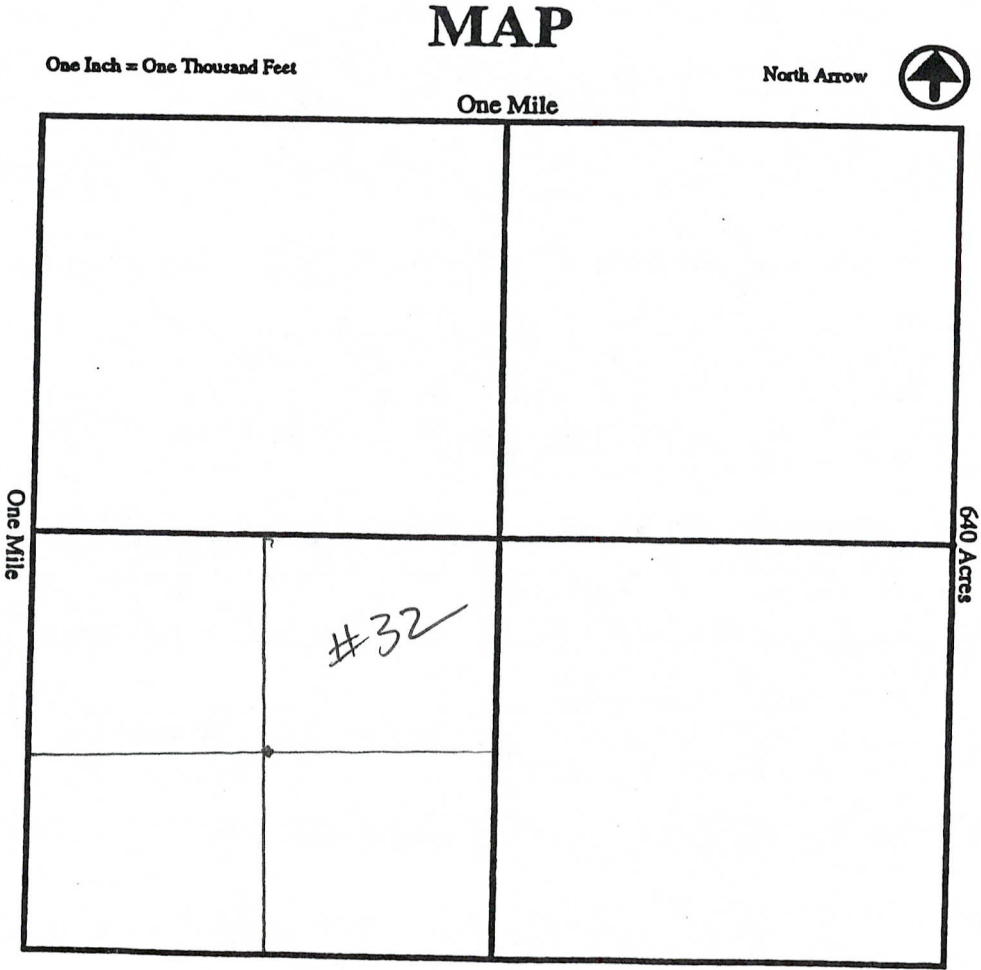 MAP
One Inch = One Thousand Feet
North Arrow
One Mile
One Mile
640 Acres
#32